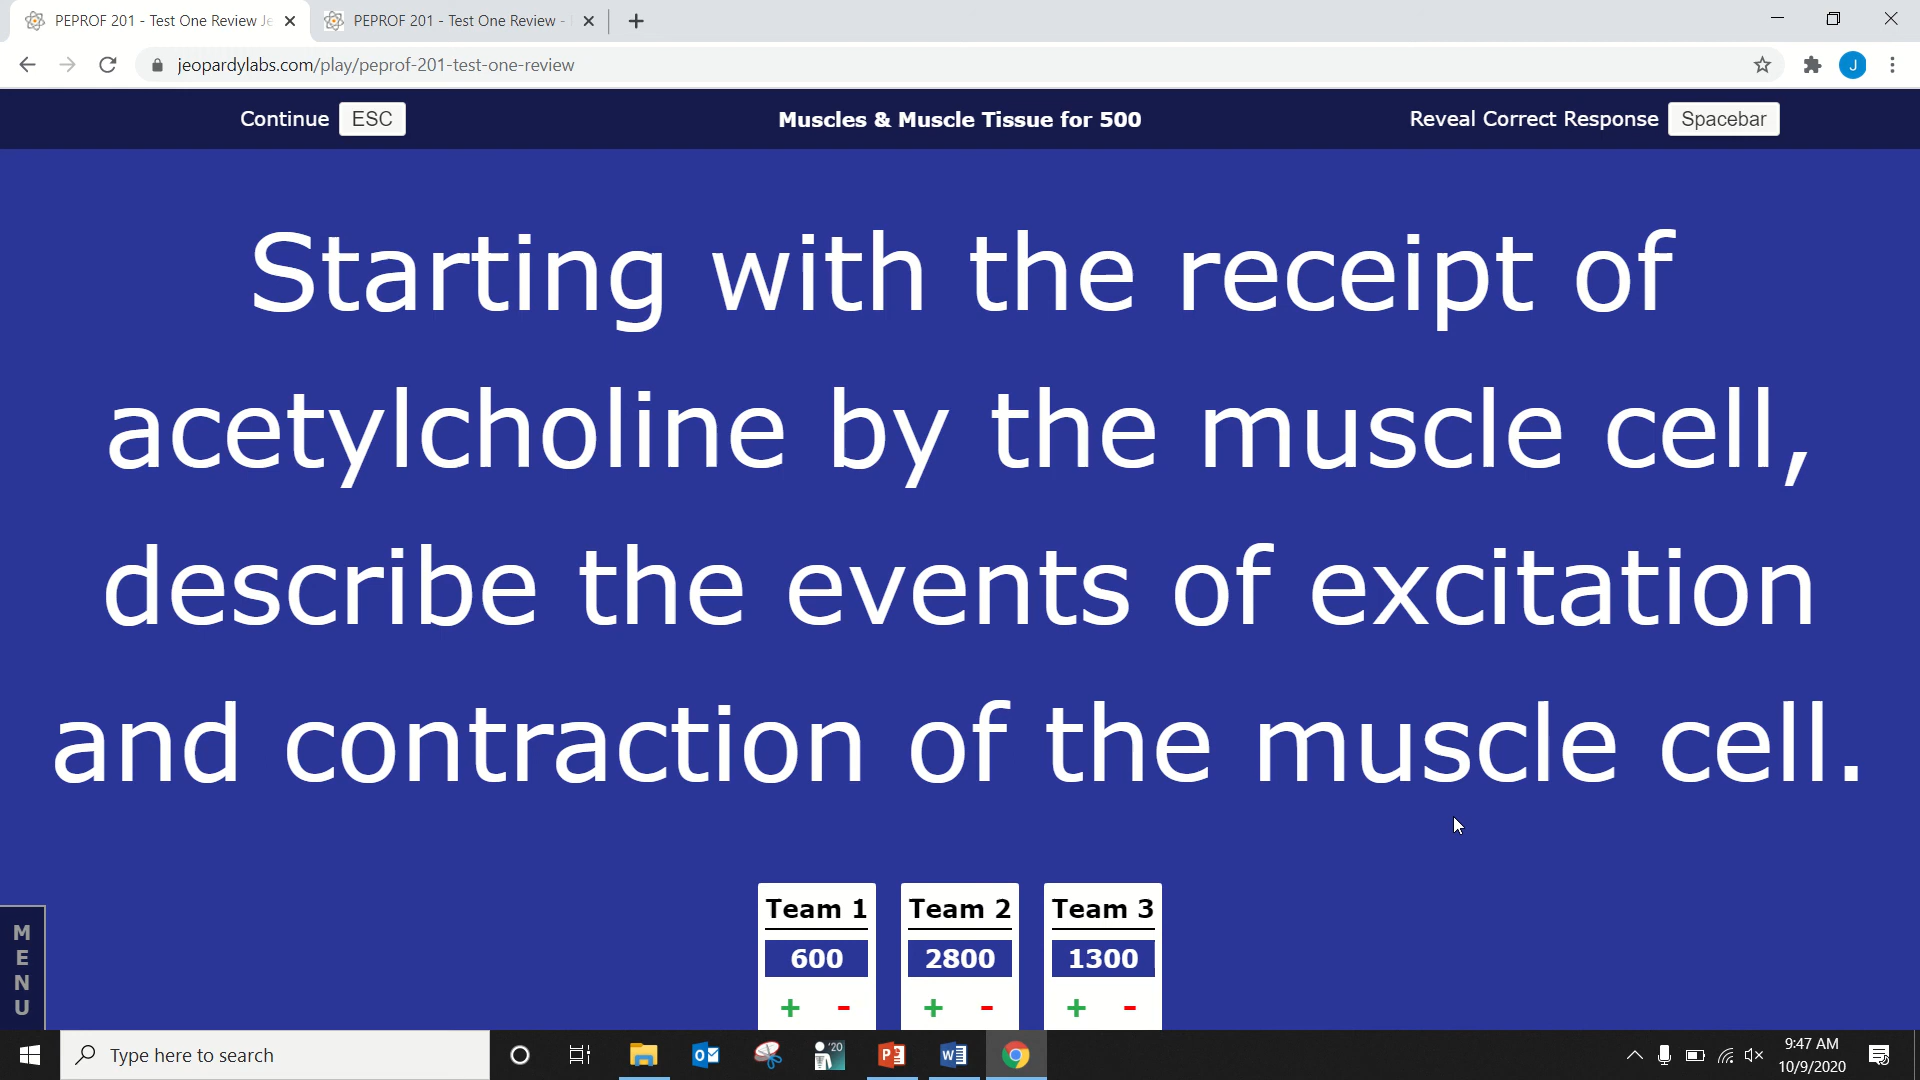 PEPROF 201 - Test One Review Je
PEPROF 201 - Test One Review -
jeopardylabs.com/play/peprof-201-test-one-review
J
Continue ESC
Muscles & Muscle Tissue for 500
Reveal Correct Response Spacebar
Starting with the receipt of
acetylcholine by the muscle cell,
describe the events of excitation
and contraction of the muscle cell.
MENU
Team 1 Team 2 Team 3
600 2800 1300
+ - + - + -
Type here to search
'20
9:47 AM
10/9/2020